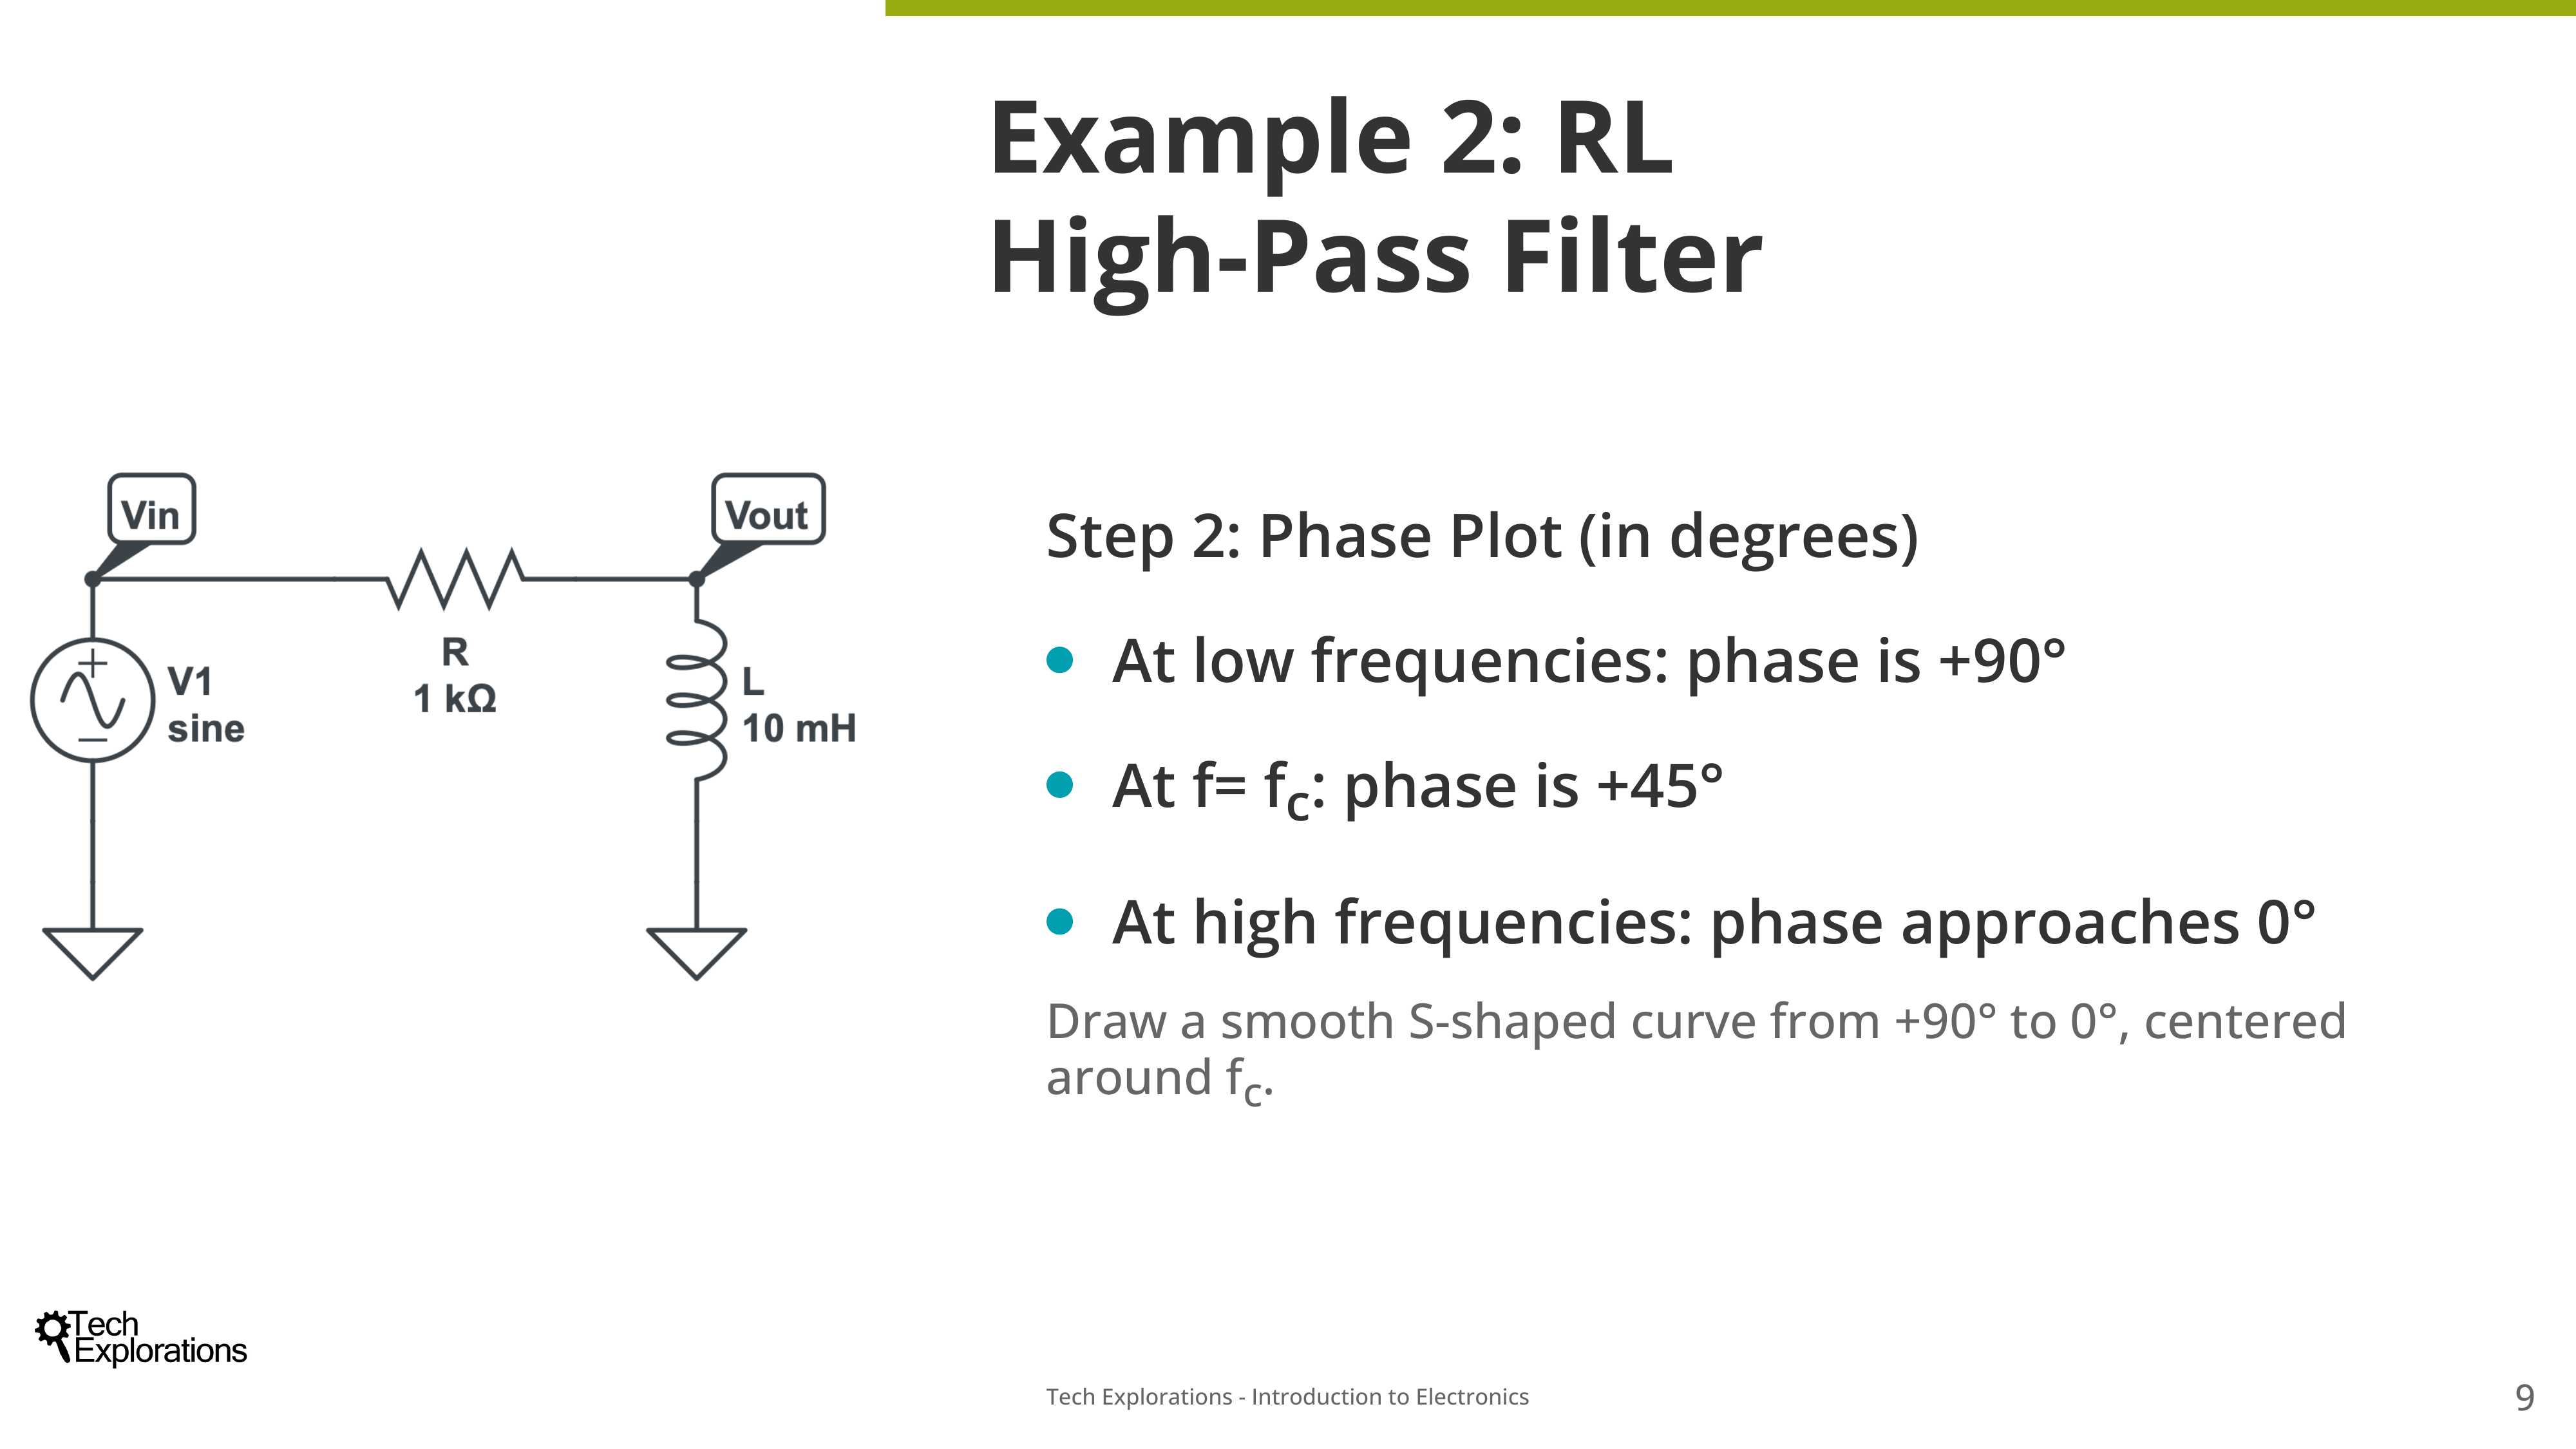 Example 2: RL
High-Pass Filter
Vin
Vout
R
1 kΩ
V1
sine
L
10 mH
Step 2: Phase Plot (in degrees)
• At low frequencies: phase is +90°
• At f= fc: phase is +45°
• At high frequencies: phase approaches 0°
Draw a smooth S-shaped curve from +90° to 0°, centered
around fc.
Tech
Explorations
Tech Explorations - Introduction to Electronics
9